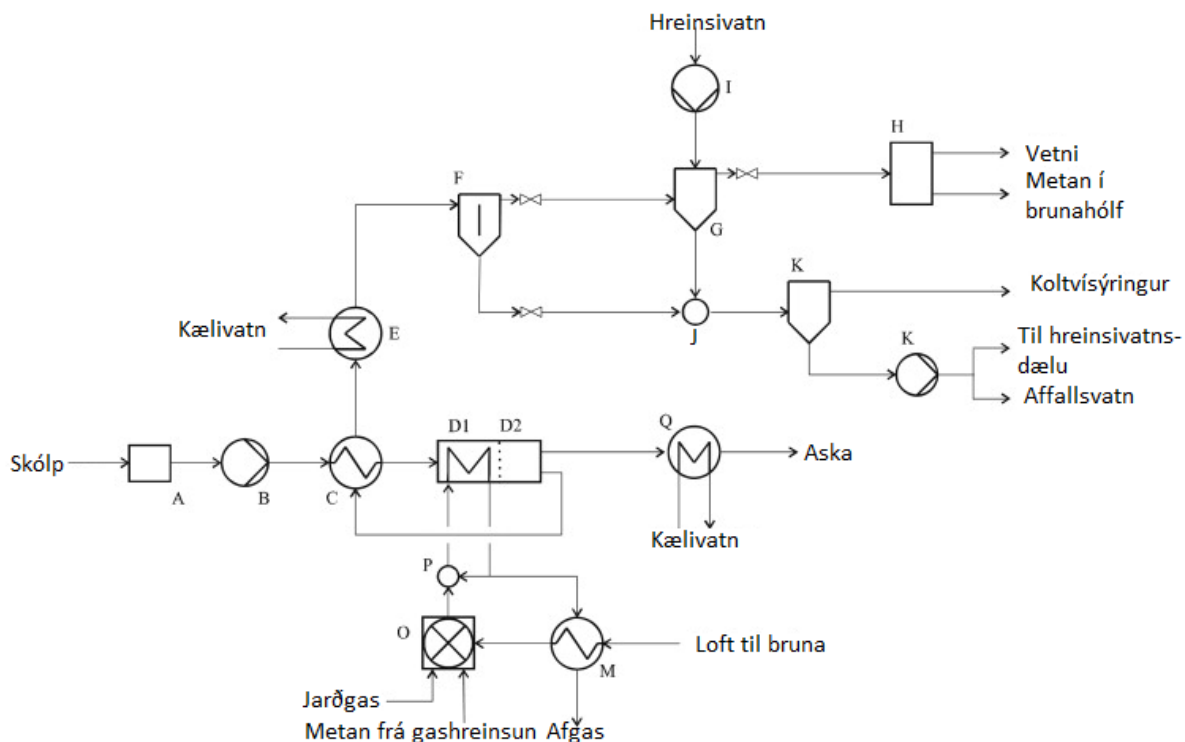 Hreinsivatn
I
H
Vetni
F
Metan í
brunahólf
G
K
Koltvísýringur
Kælivatn
E
J
K
Til hreinsivatns-
dælu
Affallsvatn
D1 D2
Q
Skólp
Aska
A
B
C
Kælivatn
P
O
Loft til bruna
M
Jarðgas
Metan frá gashreinsun
Afgas